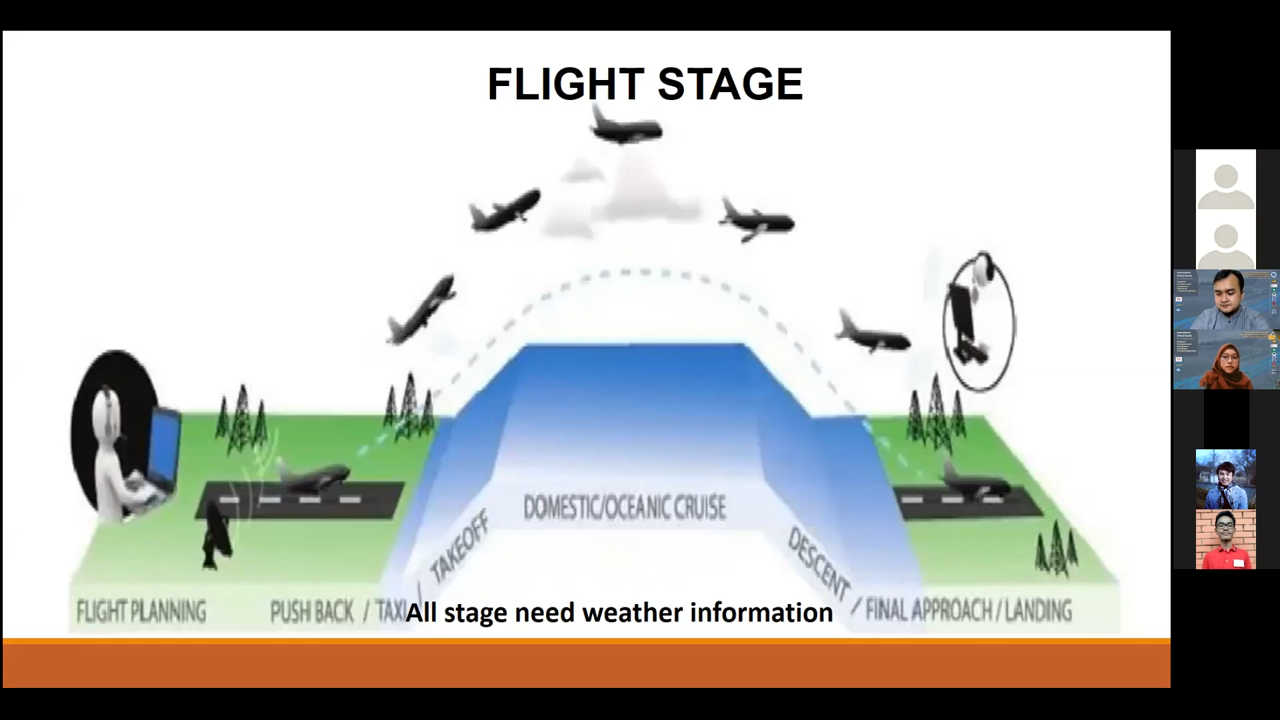 FLIGHT STAGE
DOMESTIC/OCEANIC CRUISE
TAKEOFF
DESCENT
FLIGHT PLANNING
PUSH BACK / TAXI /
All stage need weather information
/ FINAL APPROACH / LANDING